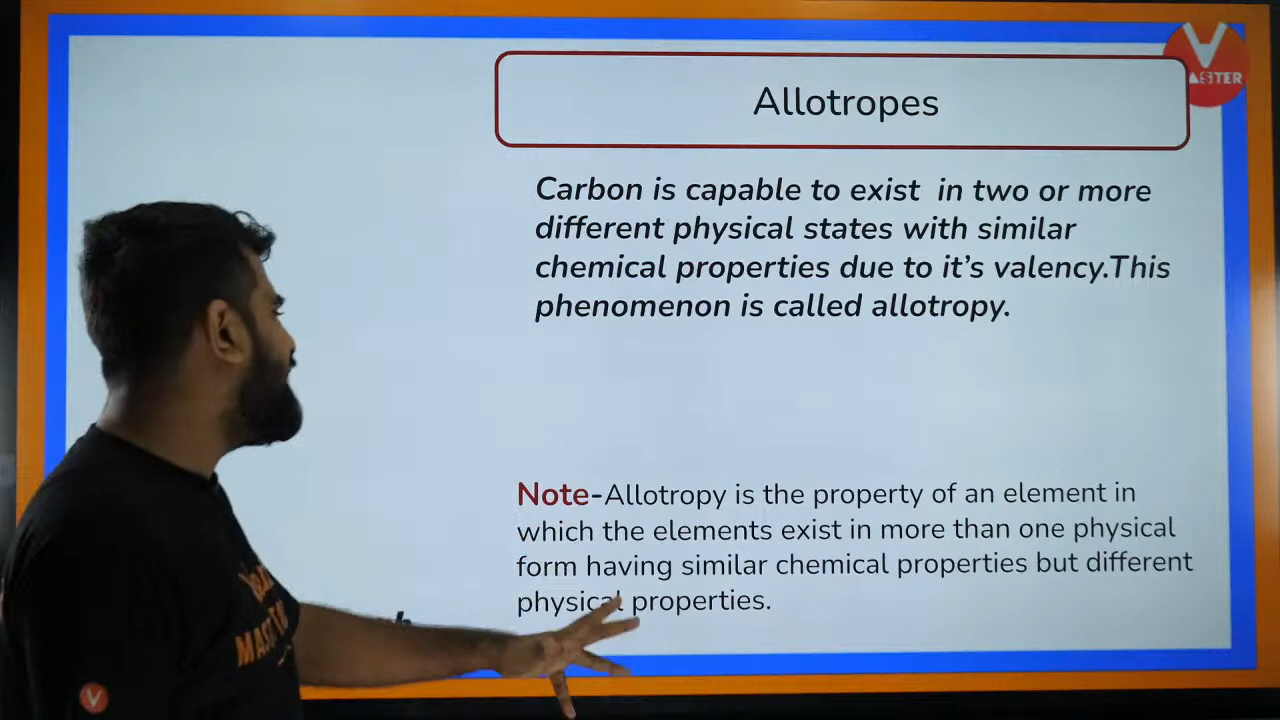 V
MASTER
Allotropes
Carbon is capable to exist in two or more
different physical states with similar
chemical properties due to it's valency.This
phenomenon is called allotropy.
Note-Allotropy is the property of an element in
which the elements exist in more than one physical
form having similar chemical properties but different
physical properties.
V